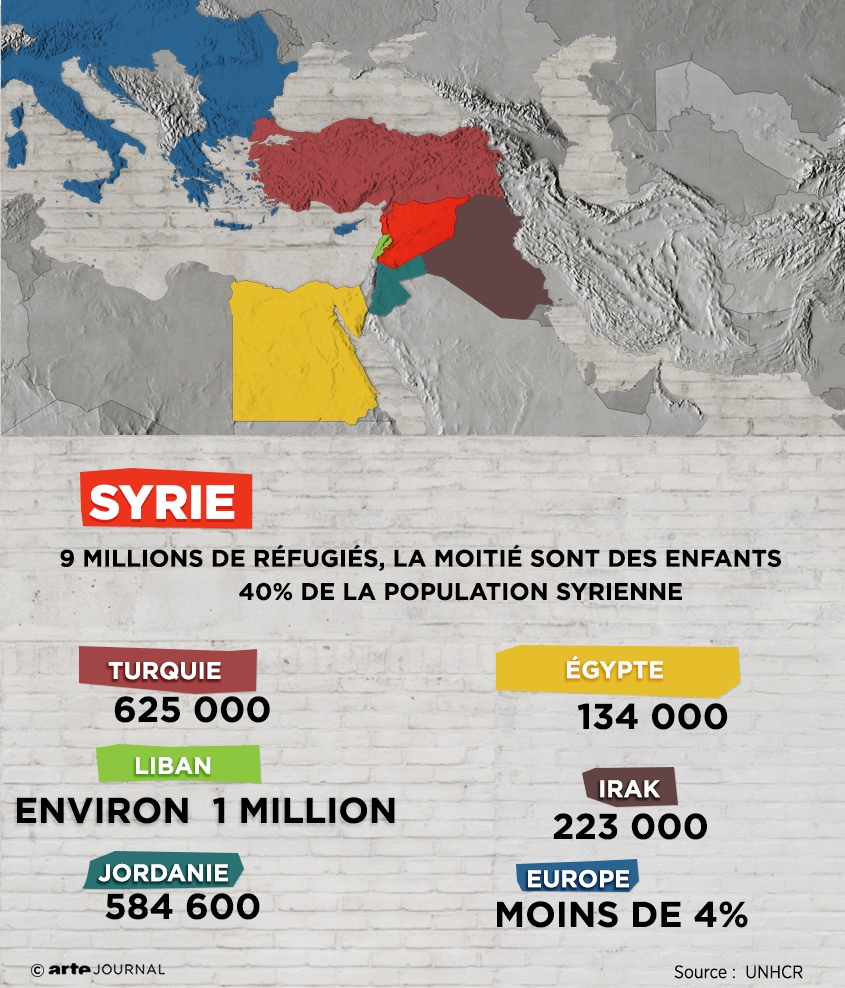 SYRIE
9 MILLIONS DE RÉFUGIÉS, LA MOITIÉ SONT DES ENFANTS
40% DE LA POPULATION SYRIENNE
TURQUIE
625 000
LIBAN
ENVIRON 1 MILLION
JORDANIE
584 600
ÉGYPTE
134 000
IRAK
223 000
EUROPE
MOINS DE 4%
© arte JOURNAL
Source : UNHCR